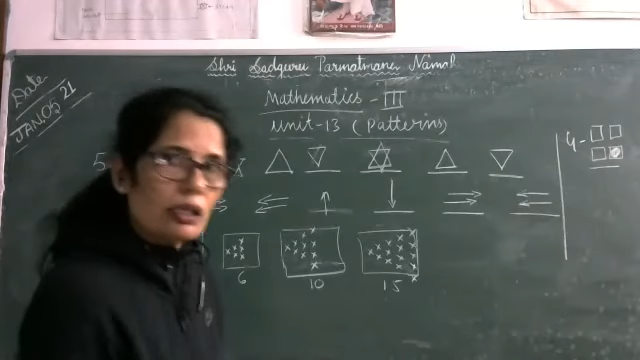 Shri Sadguru Parmatmane Namah
Date
JAN.05 21
Mathematics - III
Unit-13 (Patterns)
5
4-
6 10 15